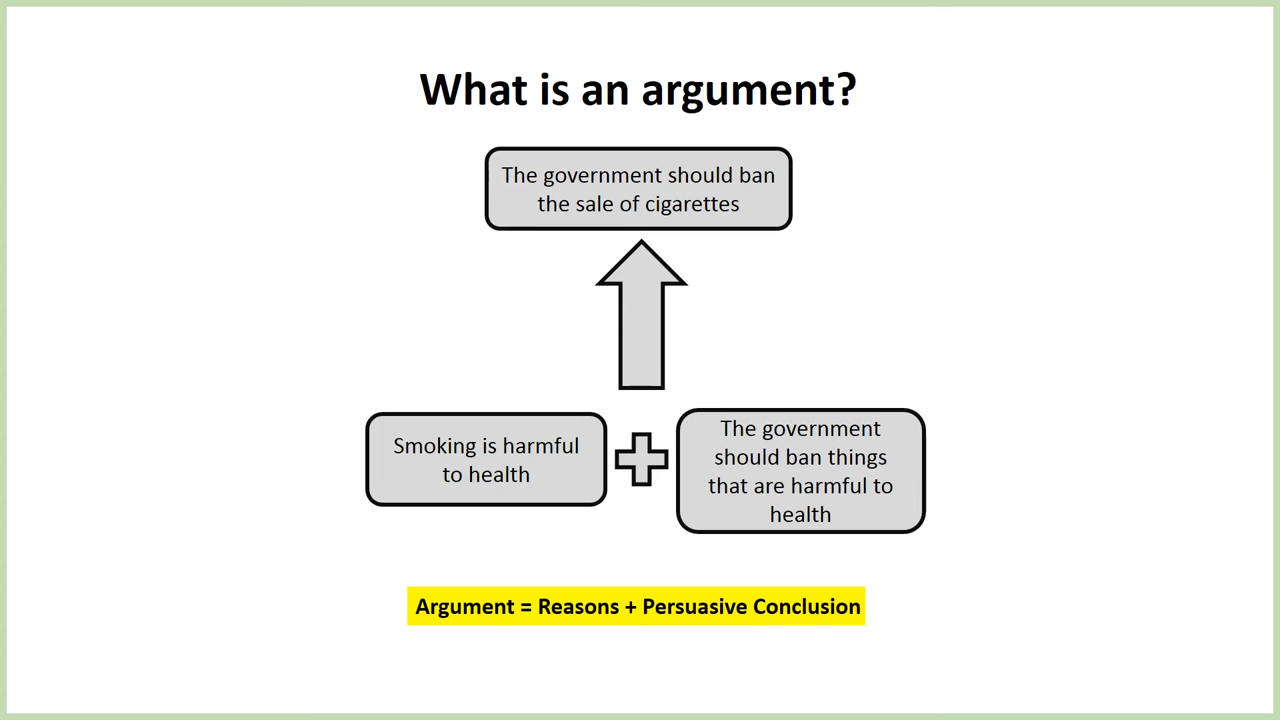 What is an argument?
The government should ban
the sale of cigarettes
Smoking is harmful
to health
The government
should ban things
that are harmful to
health
Argument = Reasons + Persuasive Conclusion